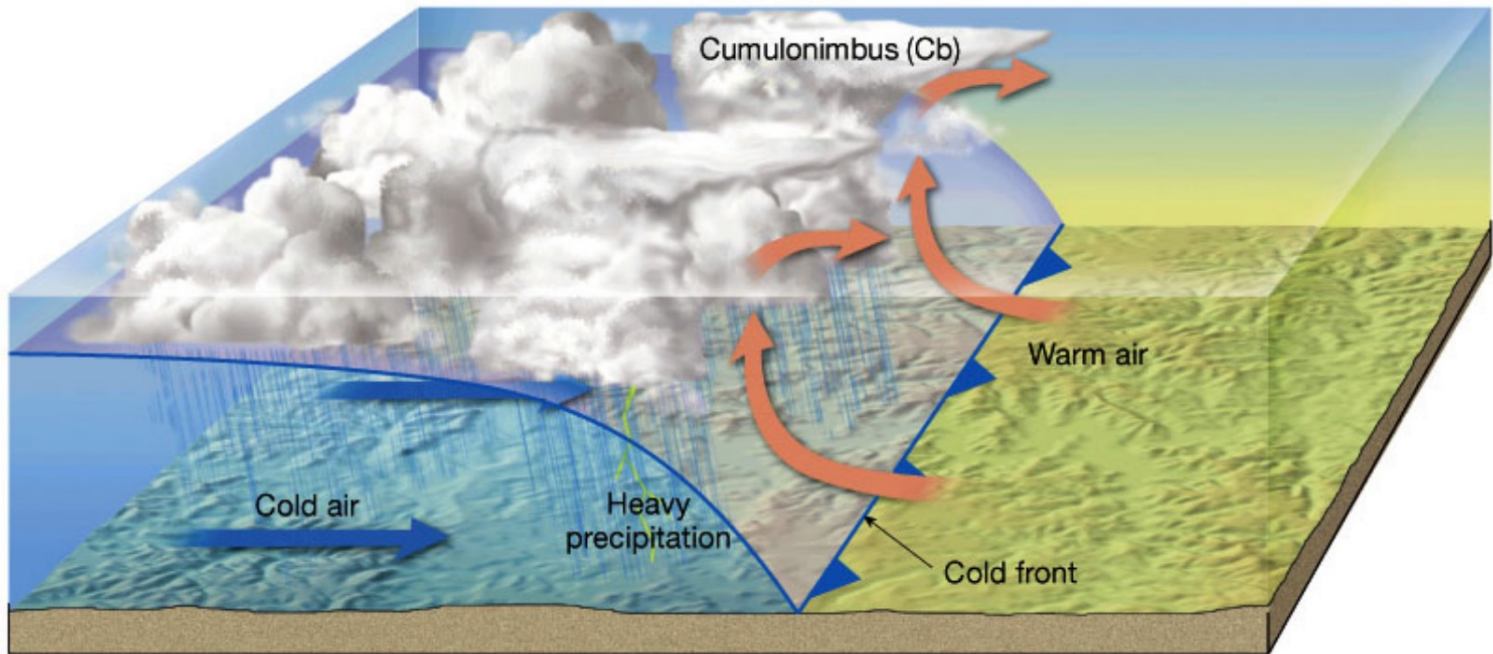 Cumulonimbus (Cb)
Warm air
Cold air
Heavy
precipitation
Cold front